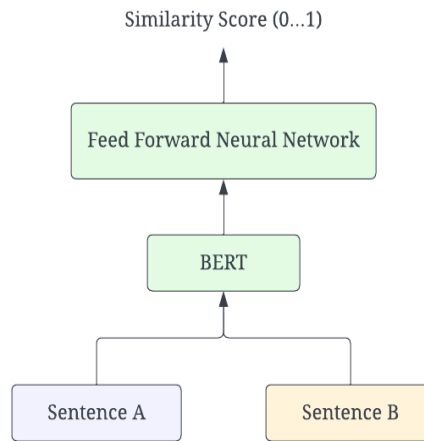 Similarity Score (0...1)
Feed Forward Neural Network
BERT
Sentence A
Sentence B